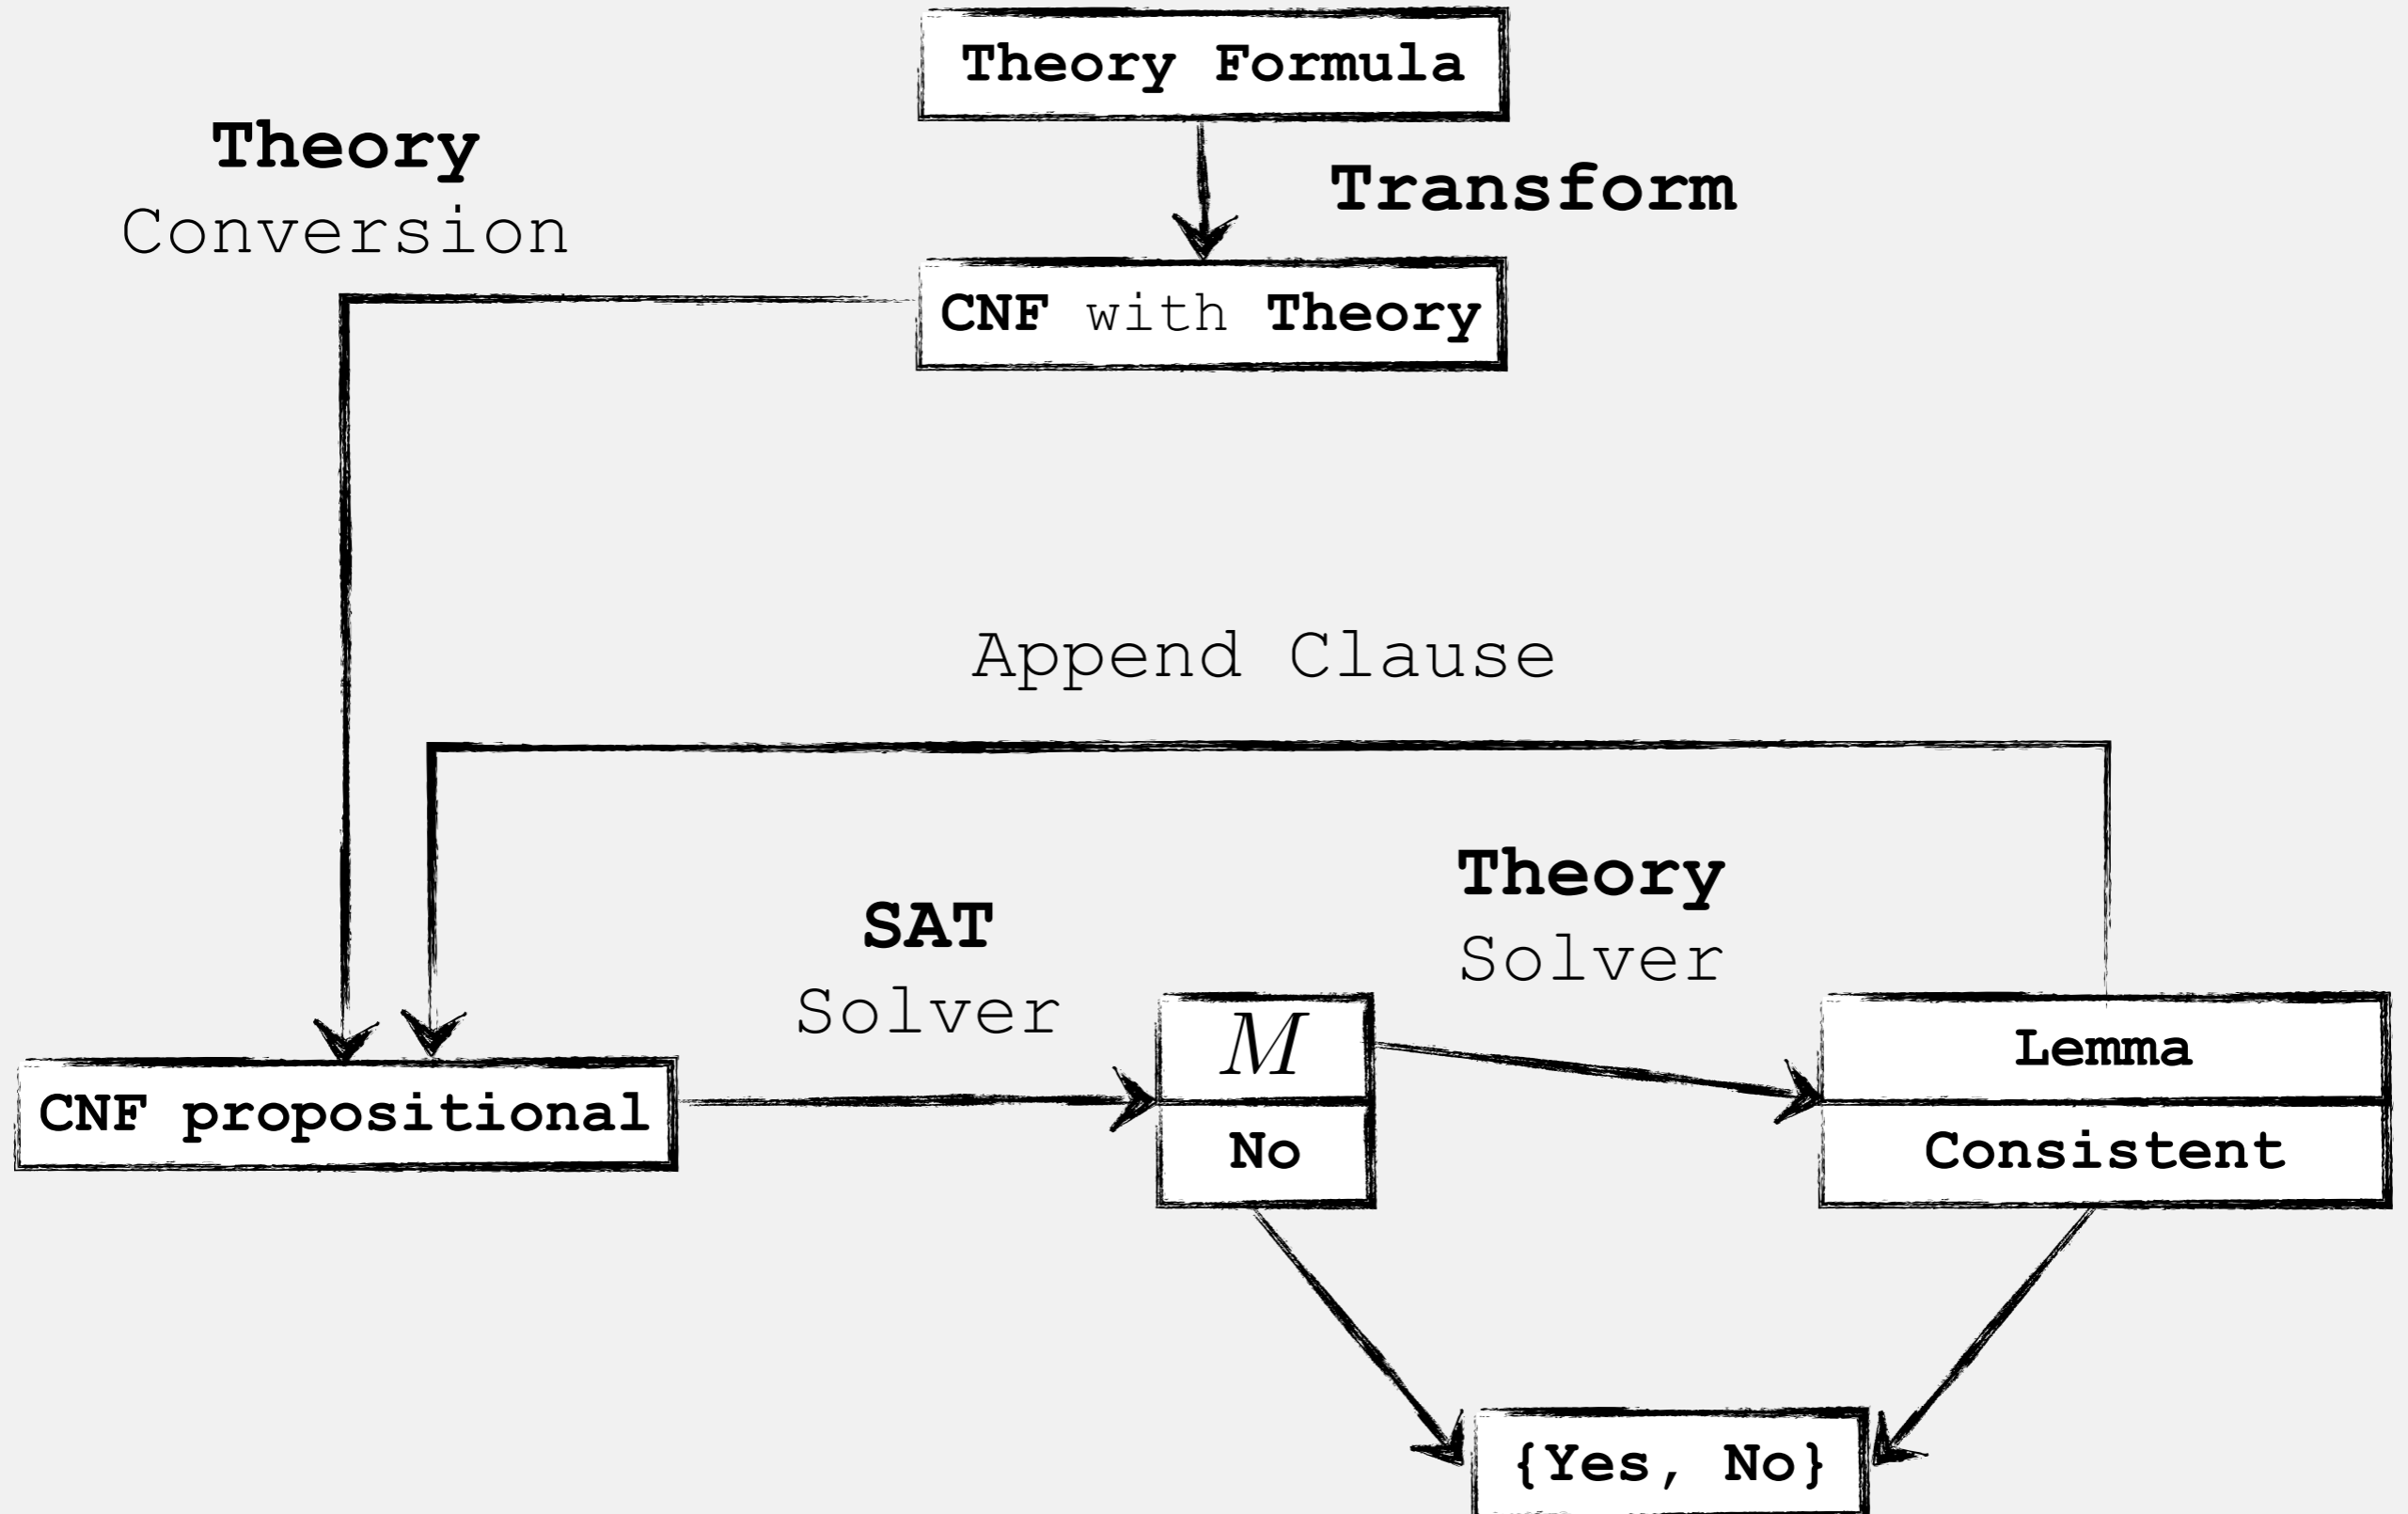 Theory Formula
Theory
Conversion
Transform
CNF with Theory
Append Clause
Theory
Solver
SAT
Solver
M
Lemma
CNF propositional
No
Consistent
{Yes, No}